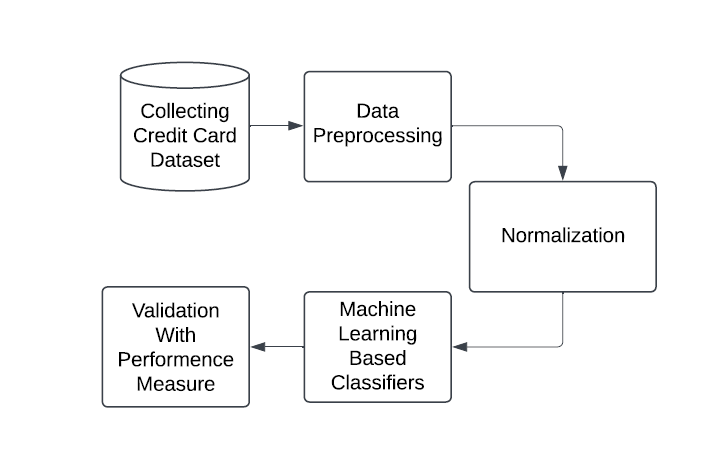 Collecting
Credit Card
Dataset
Data
Preprocessing
Normalization
Machine
Learning
Based
Classifiers
Validation
With
Performence
Measure